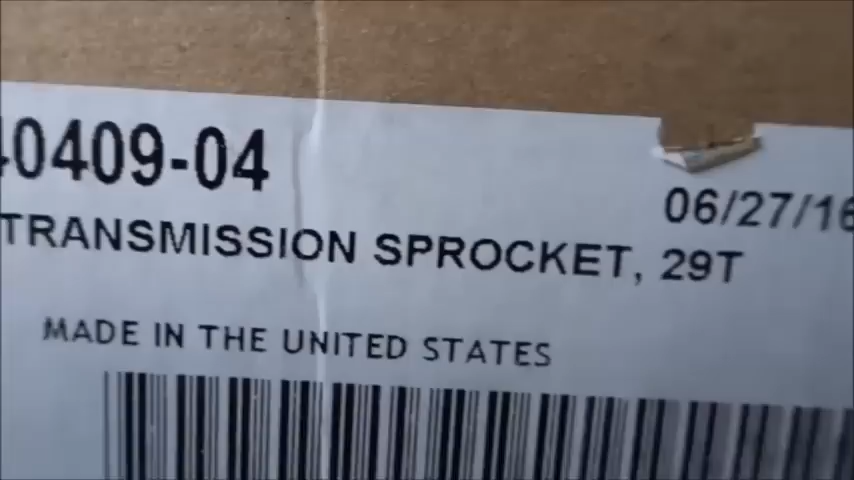 40409-04
06/27/16
TRANSMISSION SPROCKET, 29T
MADE IN THE UNITED STATES